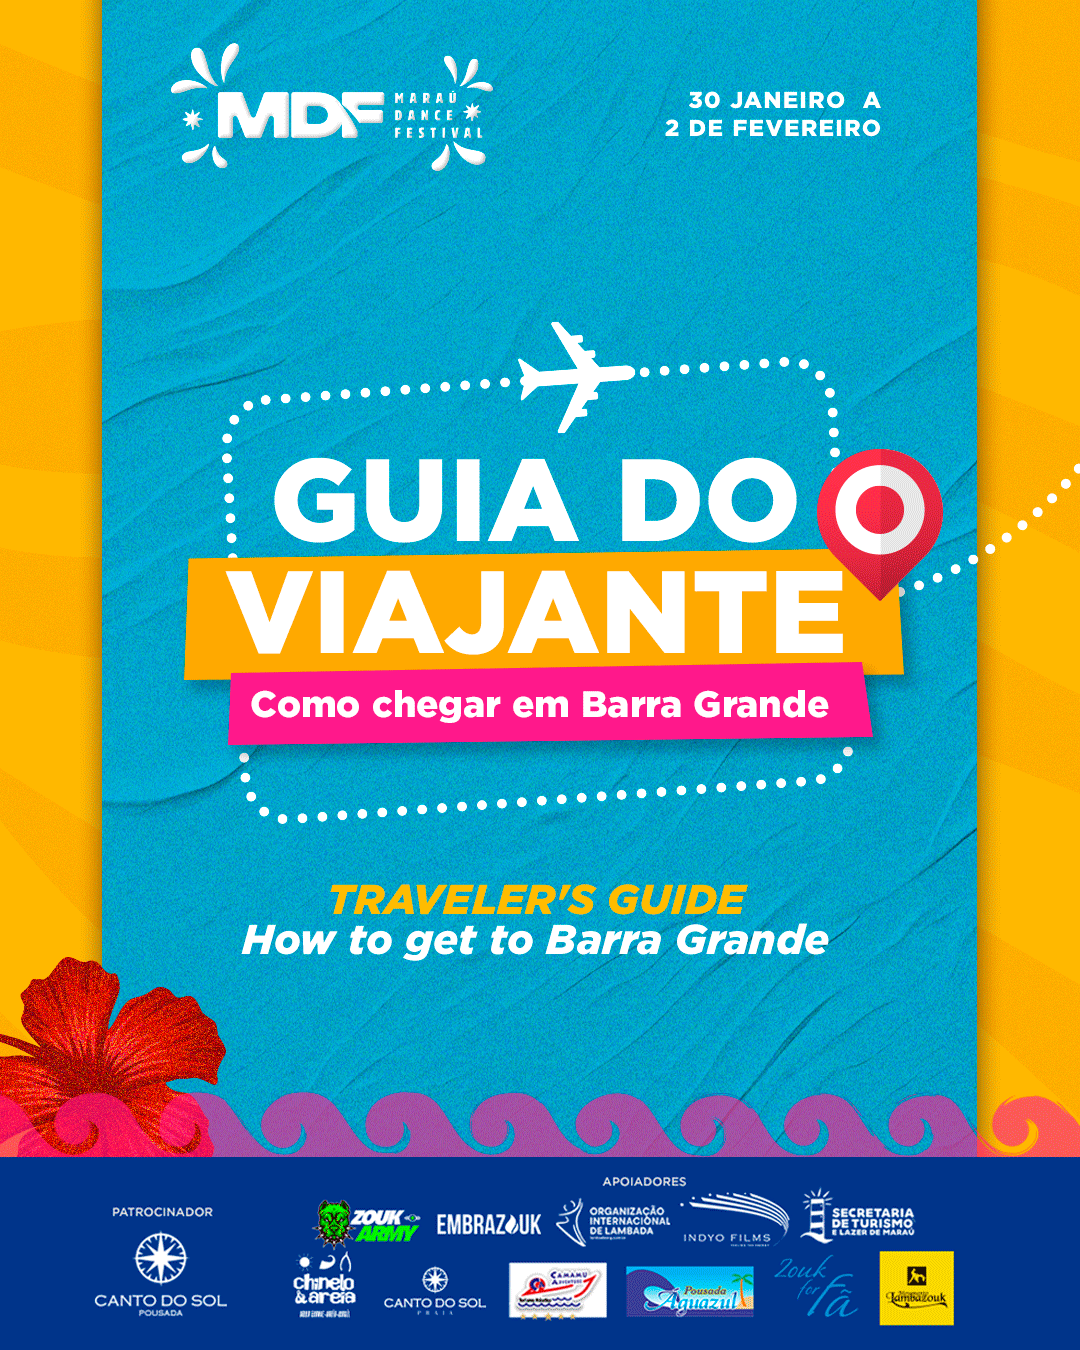 MDF
MARAÚ
DANCE
FESTIVAL
30 JANEIRO A
2 DE FEVEREIRO
GUIA DO
VIAJANTE
Como chegar em Barra Grande
TRAVELER'S GUIDE
How to get to Barra Grande
PATROCINADOR
CANTO DO SOL
POUSADA
APOIADORES
ZOUK
ARMY
EMBRAZOUK
ORGANIZAÇÃO
INTERNACIONAL
DE LAMBADA
INDYO FILMS
SECRETARIA
DE TURISMO
E LAZER DE MARAÚ
chinelo
& areia
CANTO DO SOL
PRAIA
CAMAMU
ADVENTURE
Pousada
Aguazul
Zouk
for
fã
Lambazouk